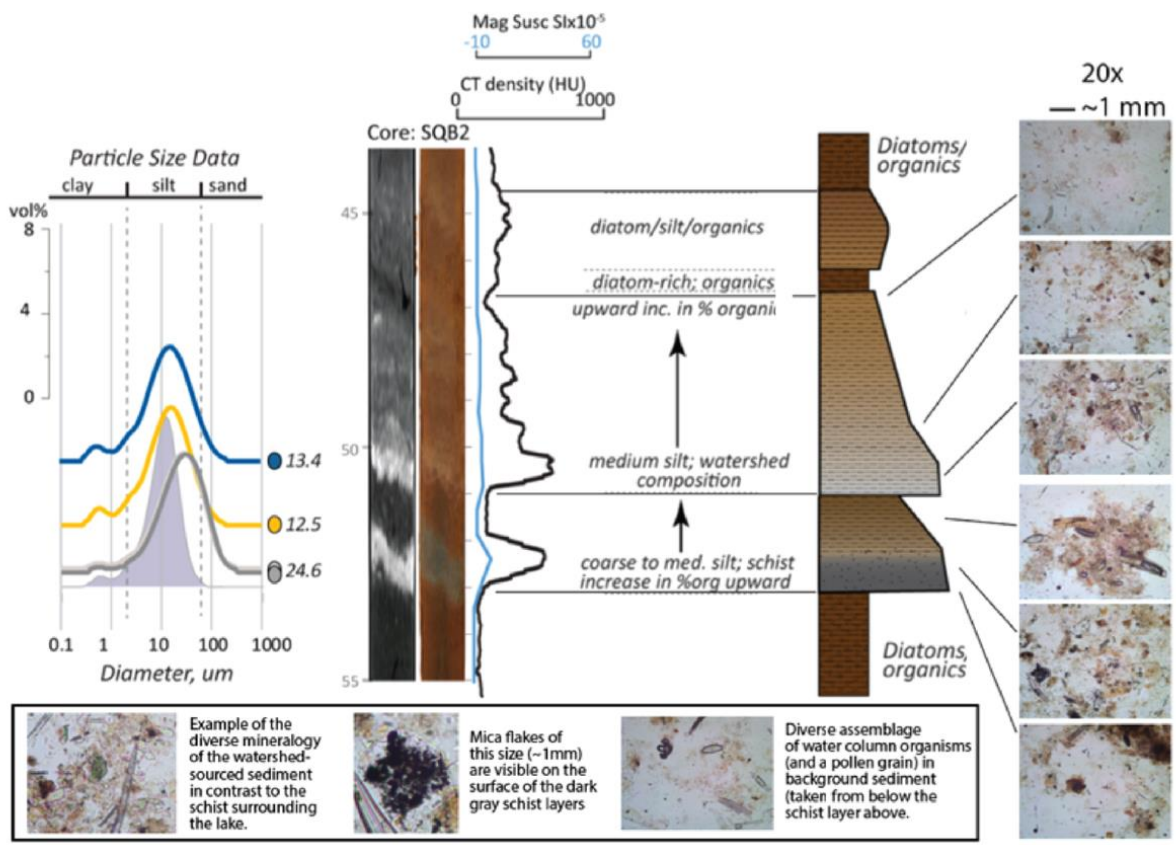 Mag Susc SIx10-5
-10 60
CT density (HU)
0 1000
Core: SQB2
20x
~1 mm
Particle Size Data
clay silt sand
vol%
8
4
0
13.4
12.5
24.6
0.1 1 10 100 1000
Diameter, um
45
50
55
diatom/silt/organics
diatom-rich; organics
upward inc. in % organi
medium silt; watershed
composition
coarse to med. silt; schist
increase in %org upward
Diatoms/
organics
Diatoms,
organics
Example of the
diverse mineralogy
of the watershed-
sourced sediment
in contrast to the
schist surrounding
the lake.
Mica flakes of
this size (~1mm)
are visible on the
surface of the dark
gray schist layers
Diverse assemblage
of water column organisms
(and a pollen grain) in
background sediment
(taken from below the
schist layer above.